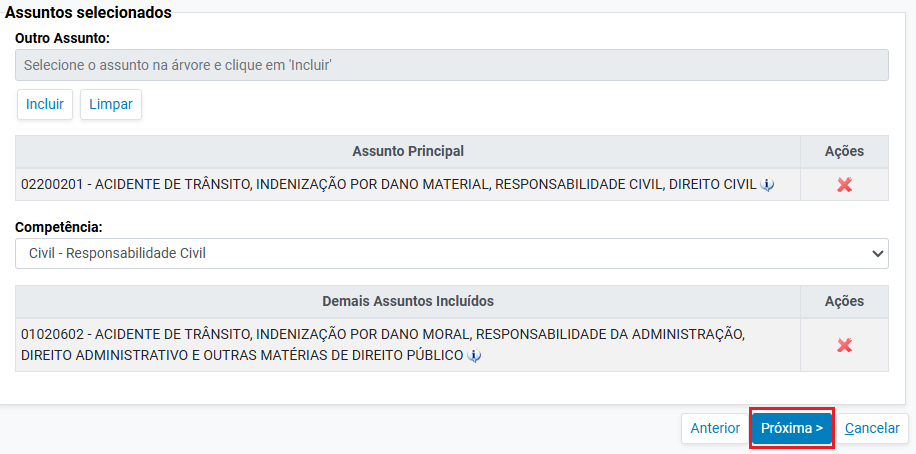 Assuntos selecionados
Outro Assunto:
Selecione o assunto na árvore e clique em 'Incluir'
Incluir Limpar
Assunto Principal Ações
02200201 - ACIDENTE DE TRÂNSITO, INDENIZAÇÃO POR DANO MATERIAL, RESPONSABILIDADE CIVIL, DIREITO CIVIL
Competência:
Civil - Responsabilidade Civil
Demais Assuntos Incluídos Ações
01020602 - ACIDENTE DE TRÂNSITO, INDENIZAÇÃO POR DANO MORAL, RESPONSABILIDADE DA ADMINISTRAÇÃO,
DIREITO ADMINISTRATIVO E OUTRAS MATÉRIAS DE DIREITO PÚBLICO
Anterior Próxima > Cancelar